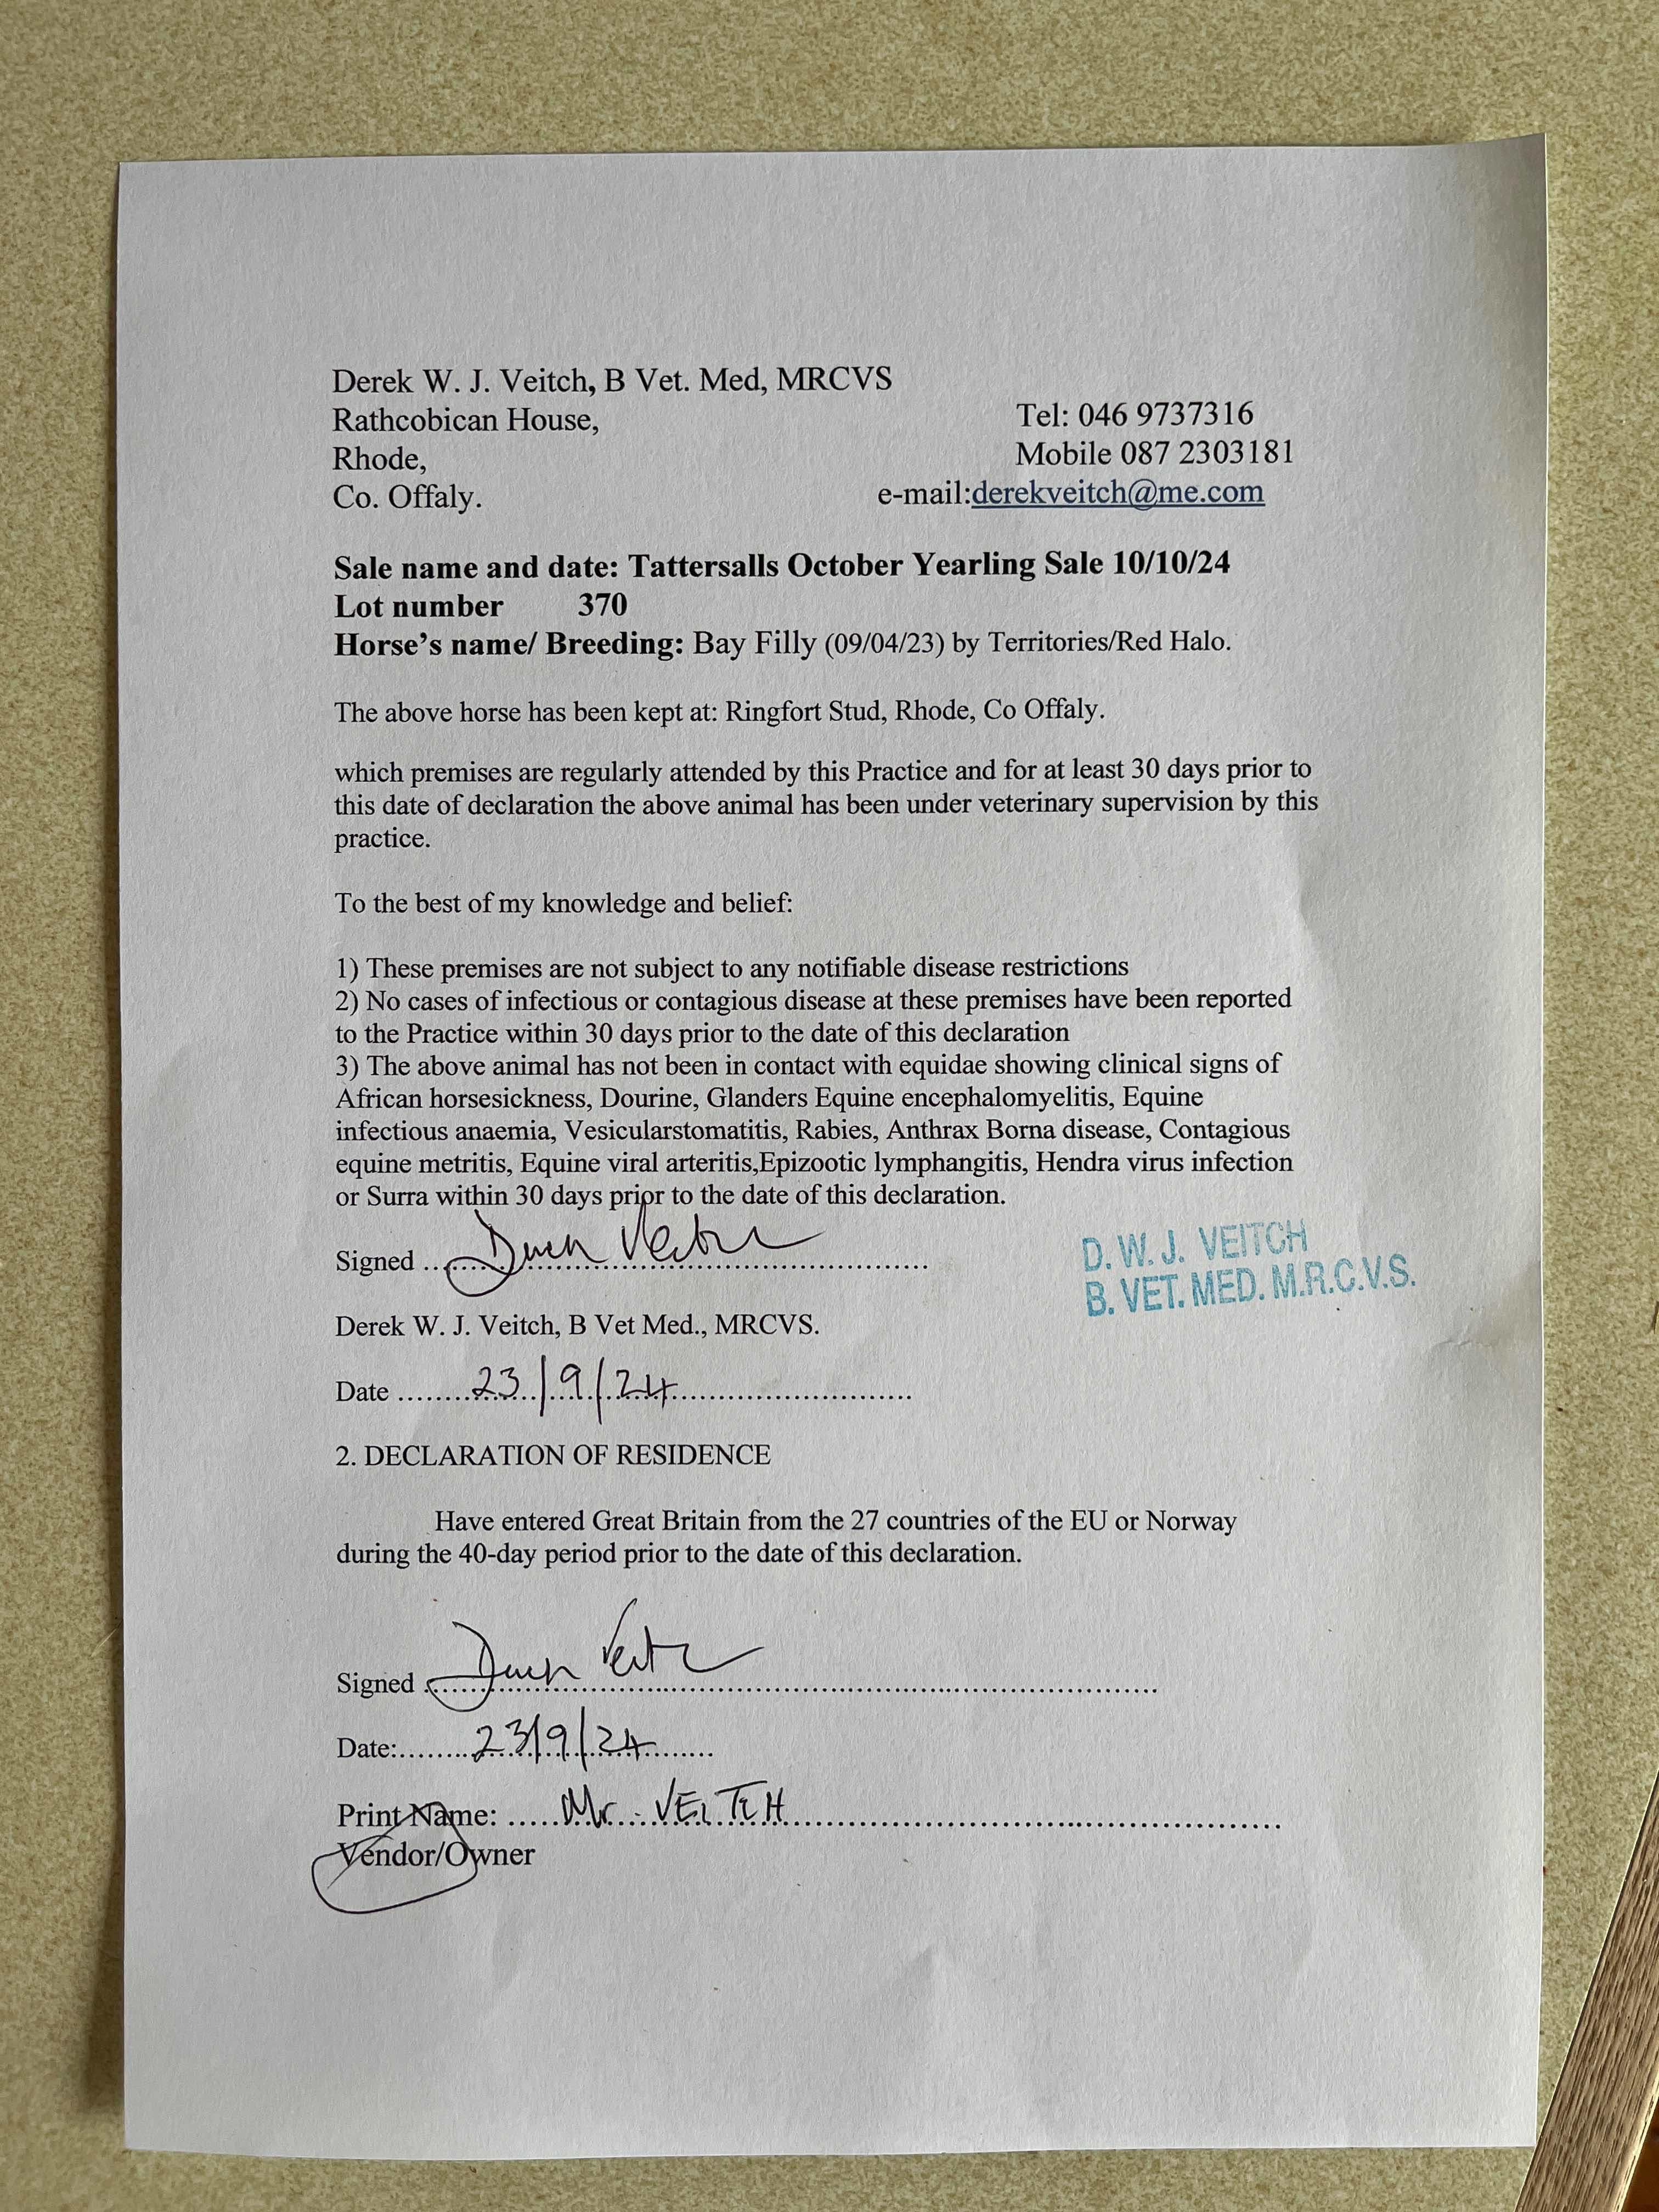 Derek W. J. Veitch, B Vet. Med, MRCVS
Rathcobican House,
Tel: 046 9737316
Rhode,
Mobile 087 2303181
Co. Offaly.
e-mail:derekveitch@me.com
Sale name and date: Tattersalls October Yearling Sale 10/10/24
Lot number 370
Horse's name/ Breeding: Bay Filly (09/04/23) by Territories/Red Halo.
The above horse has been kept at: Ringfort Stud, Rhode, Co Offaly.
which premises are regularly attended by this Practice and for at least 30 days prior to
this date of declaration the above animal has been under veterinary supervision by this
practice.
To the best of my knowledge and belief:
1) These premises are not subject to any notifiable disease restrictions
2) No cases of infectious or contagious disease at these premises have been reported
to the Practice within 30 days prior to the date of this declaration
3) The above animal has not been in contact with equidae showing clinical signs of
African horsesickness, Dourine, Glanders Equine encephalomyelitis, Equine
infectious anaemia, Vesicularstomatitis, Rabies, Anthrax Borna disease, Contagious
equine metritis, Equine viral arteritis,Epizootic lymphangitis, Hendra virus infection
or Surra within 30 days prior to the date of this declaration.
Signed Derek Veitch
D. W. J. VEITCH
B. VET. MED. M.R.C.V.S.
Derek W. J. Veitch, B Vet Med., MRCVS.
Date 23/9/24
2. DECLARATION OF RESIDENCE
Have entered Great Britain from the 27 countries of the EU or Norway
during the 40-day period prior to the date of this declaration.
Signed Derek Veitch
Date: 23/9/24
Print Name: Mr. VEITCH
Vendor/Owner